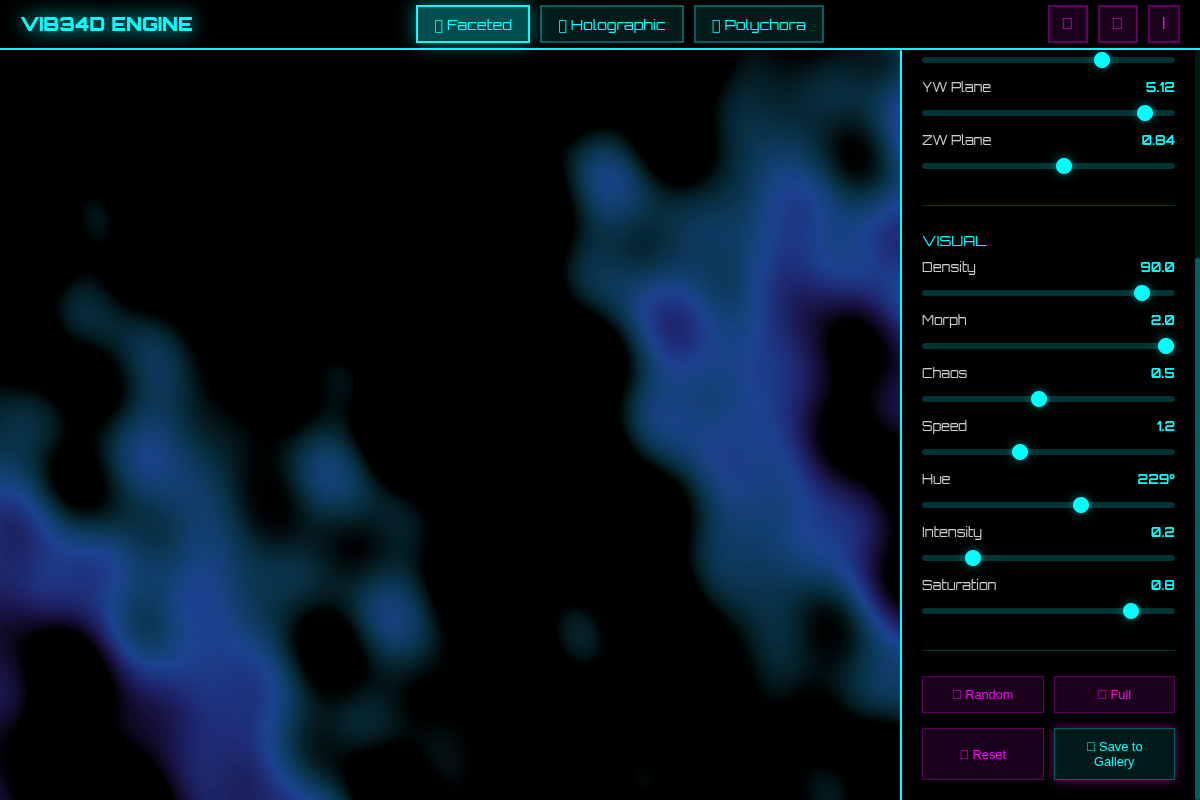 VIB34D ENGINE
Faceted
Holographic
Polychora
YW Plane 5.12
ZW Plane 0.84
VISUAL
Density 90.0
Morph 2.0
Chaos 0.5
Speed 1.2
Hue 229°
Intensity 0.2
Saturation 0.8
Random
Full
Reset
Save to
Gallery